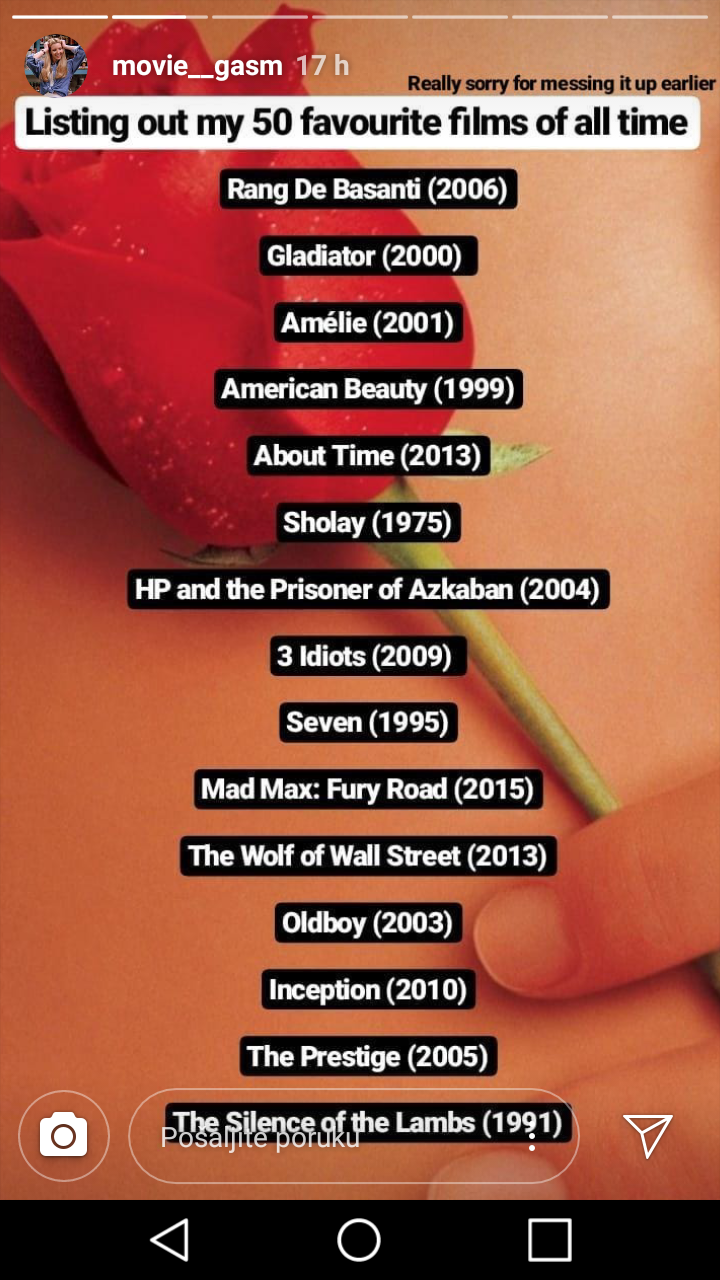 movie__gasm 17 h
Really sorry for messing it up earlier
Listing out my 50 favourite films of all time
Rang De Basanti (2006)
Gladiator (2000)
Amélie (2001)
American Beauty (1999)
About Time (2013)
Sholay (1975)
HP and the Prisoner of Azkaban (2004)
3 Idiots (2009)
Seven (1995)
Mad Max: Fury Road (2015)
The Wolf of Wall Street (2013)
Oldboy (2003)
Inception (2010)
The Prestige (2005)
The Silence of the Lambs (1991)
Pošaljite poruku